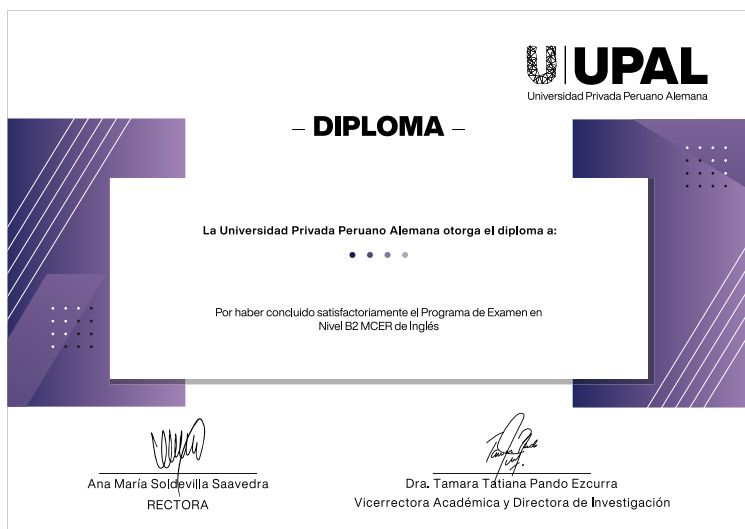 UPAL
Universidad Privada Peruano Alemana
– DIPLOMA –
La Universidad Privada Peruano Alemana otorga el diploma a:
Por haber concluido satisfactoriamente el Programa de Examen en
Nivel B2 MCER de Inglés
Ana María Soldevilla Saavedra
RECTORA
Dra. Tamara Tatiana Pando Ezcurra
Vicerrectora Académica y Directora de Investigación